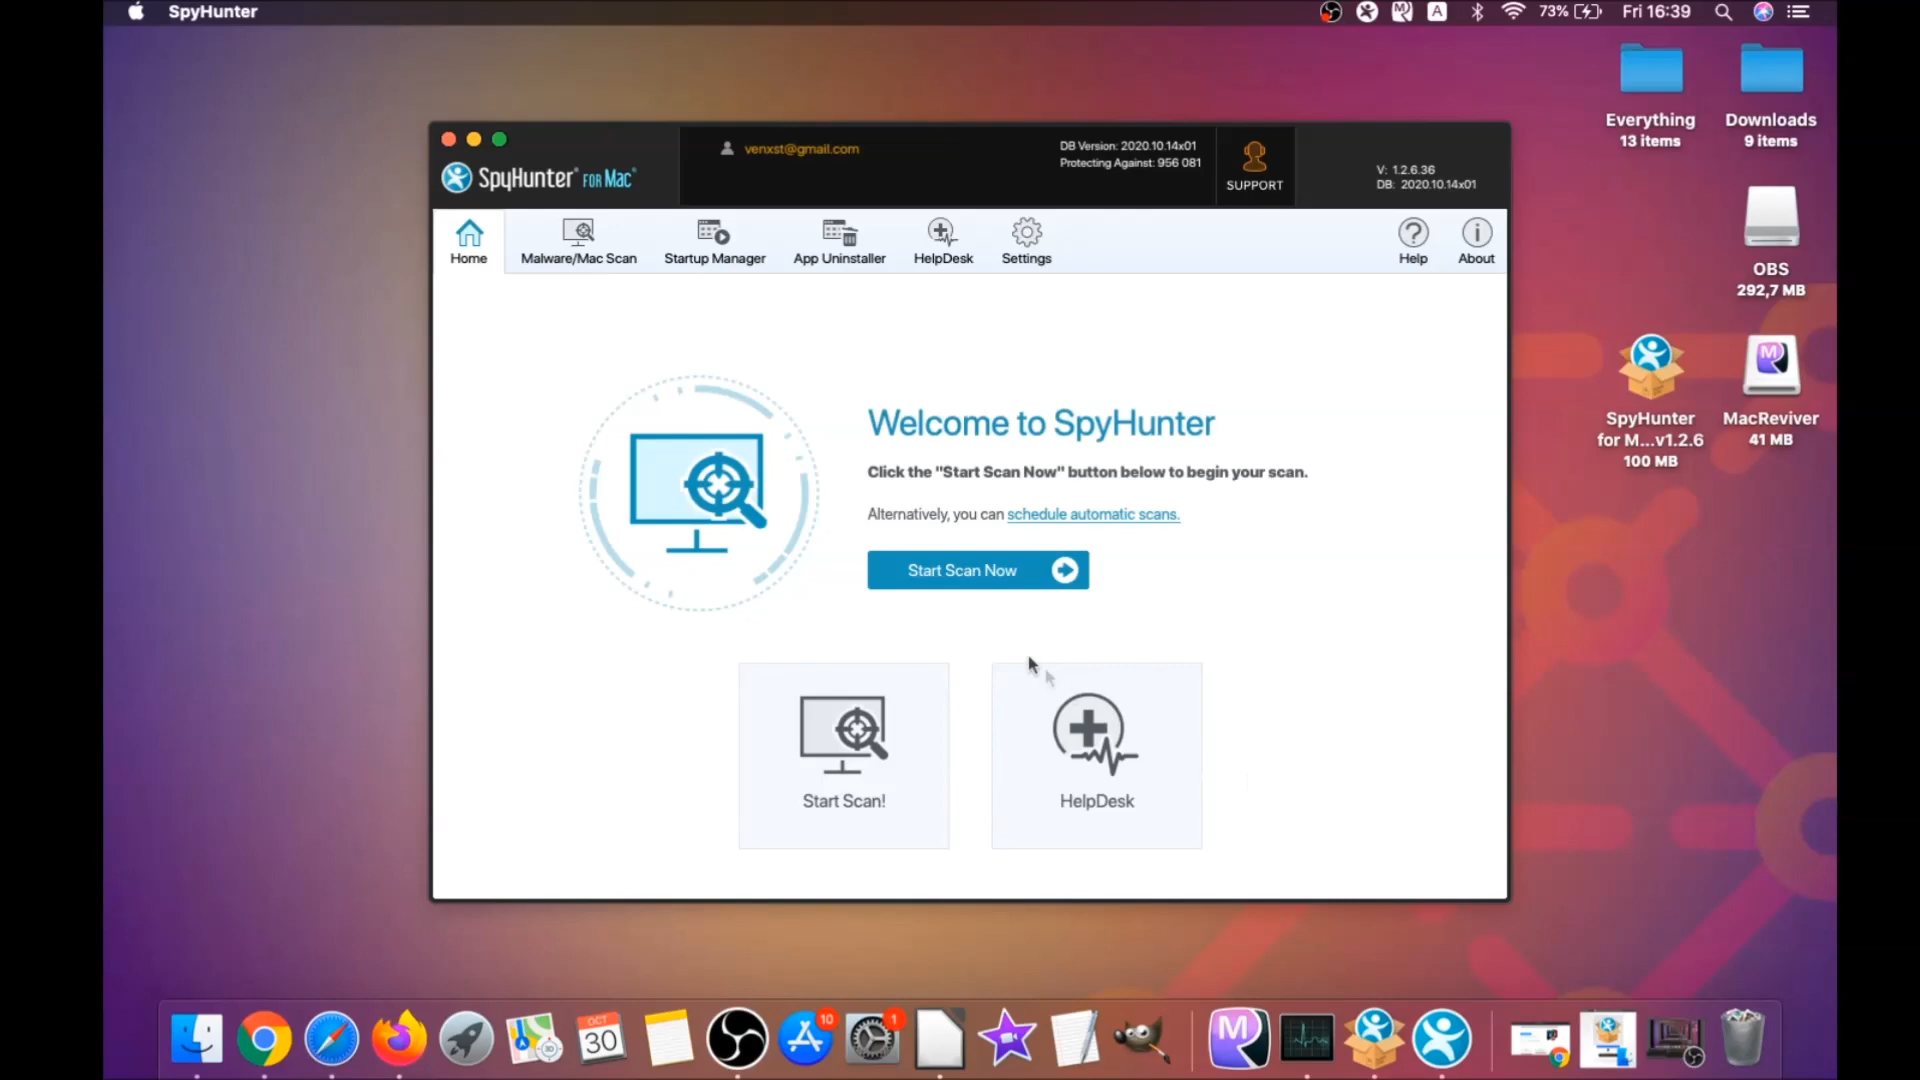 SpyHunter
A
73%
Fri 16:39
Everything
13 items
Downloads
9 items
OBS
292,7 MB
SpyHunter
for M...v1.2.6
100 MB
M
MacReviver
41 MB
SpyHunter® FOR Mac®
venxst@gmail.com
DB Version: 2020.10.14x01
Protecting Against: 956 081
SUPPORT
V: 1.2.6.36
DB: 2020.10.14x01
Home
Malware/Mac Scan
Startup Manager
App Uninstaller
HelpDesk
Settings
Help
About
Welcome to SpyHunter
Click the "Start Scan Now" button below to begin your scan.
Alternatively, you can schedule automatic scans.
Start Scan Now
Start Scan!
HelpDesk
OCT
30
10
1
M